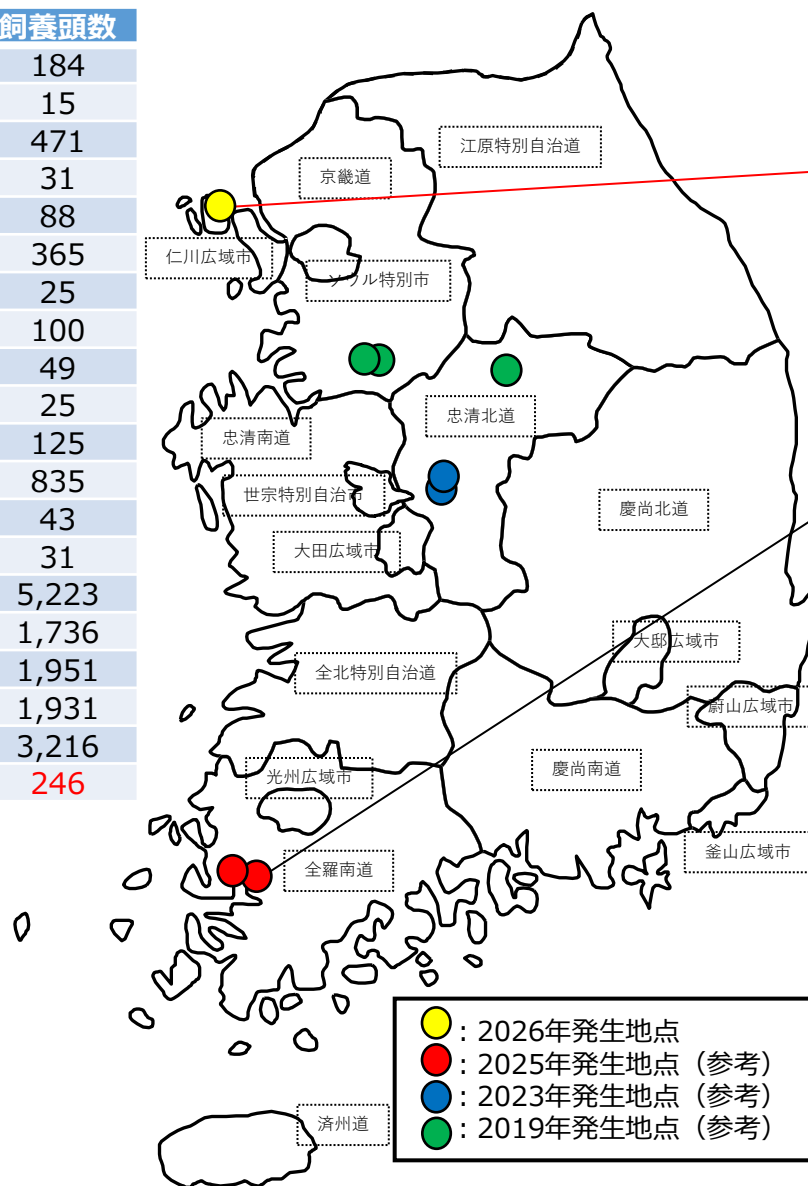 飼養頭数
184
15
471
31
88
365
25
100
49
25
125
835
43
31
5,223
1,736
1,951
1,931
3,216
246
江原特別自治道
京畿道
仁川広域市
ソウル特別市
忠清北道
忠清南道
世宗特別自治市
慶尚北道
大田広域市
大邱広域市
全北特別自治道
蔚山広域市
慶尚南道
光州広域市
釜山広域市
全羅南道
済州道
：2026年発生地点
：2025年発生地点（参考）
：2023年発生地点（参考）
：2019年発生地点（参考）